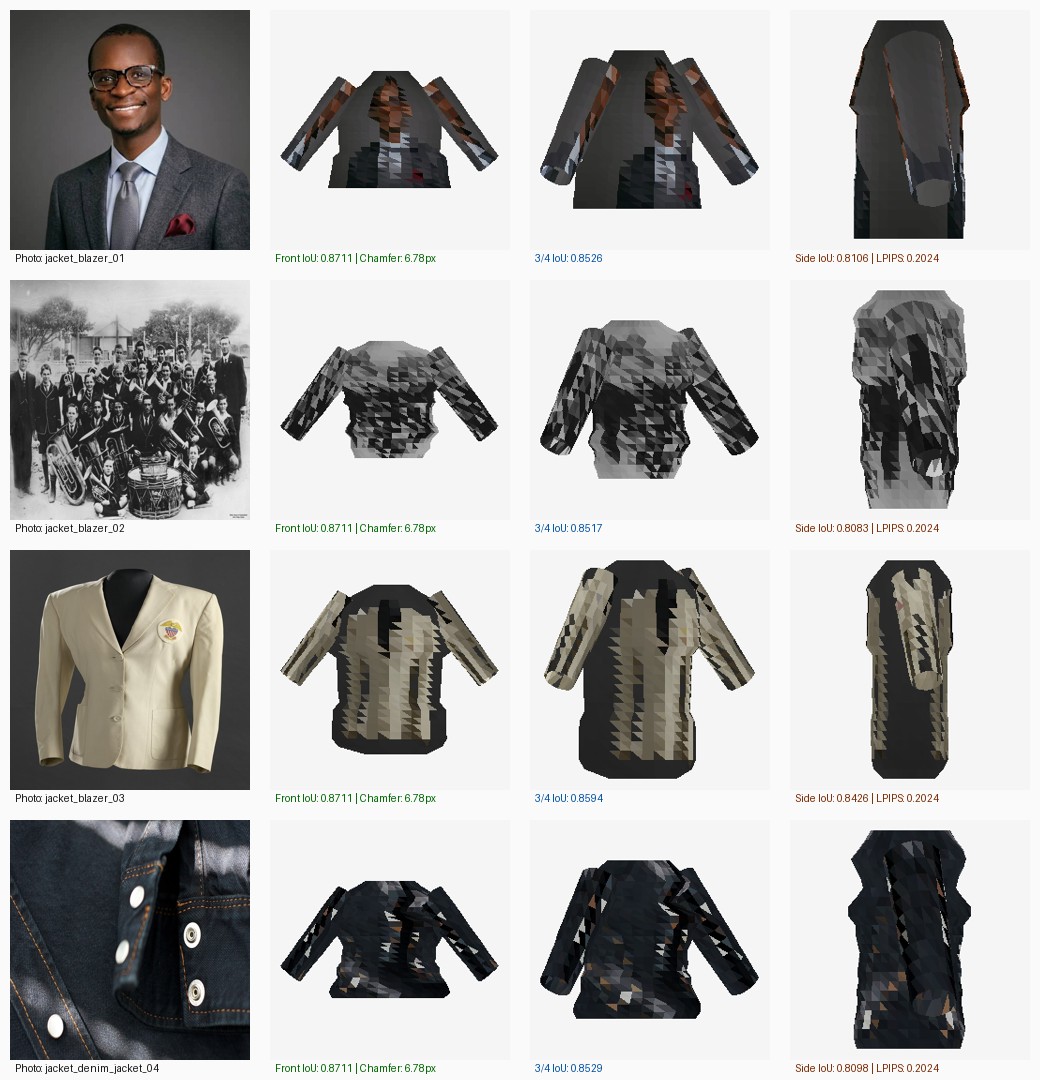 Photo: jacket_blazer_01
Front IoU: 0.8711 | Chamfer: 6.78px
3/4 IoU: 0.8526
Side IoU: 0.8106 | LPIPS: 0.2024
Photo: jacket_blazer_02
Front IoU: 0.8711 | Chamfer: 6.78px
3/4 IoU: 0.8517
Side IoU: 0.8083 | LPIPS: 0.2024
Photo: jacket_blazer_03
Front IoU: 0.8711 | Chamfer: 6.78px
3/4 IoU: 0.8594
Side IoU: 0.8426 | LPIPS: 0.2024
Photo: jacket_denim_jacket_04
Front IoU: 0.8711 | Chamfer: 6.78px
3/4 IoU: 0.8529
Side IoU: 0.8098 | LPIPS: 0.2024